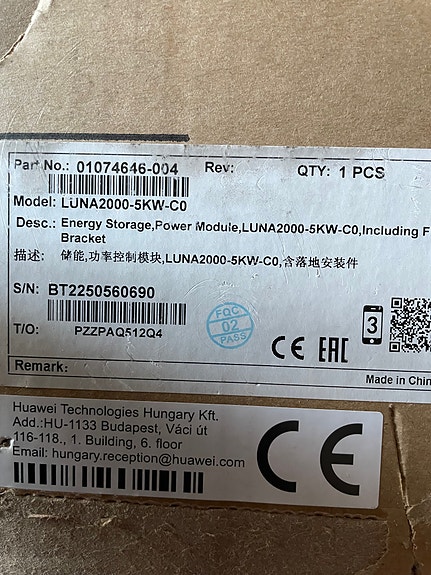 Part No.: 01074646-004 Rev: QTY: 1 PCS
Model: LUNA2000-5KW-C0
Desc.: Energy Storage,Power Module,LUNA2000-5KW-C0,Including F
Bracket
描述: 储能,功率控制模块,LUNA2000-5KW-C0,含落地安装件
S/N: BT2250560690
FQC
02
PASS
3
CE EAC
T/O: PZZPAQ512Q4
Remark: Made in Chin
Huawei Technologies Hungary Kft.
Add.:HU-1133 Budapest, Váci út
116-118., 1. Building, 6. floor
Email: hungary.reception@huawei.com
CE